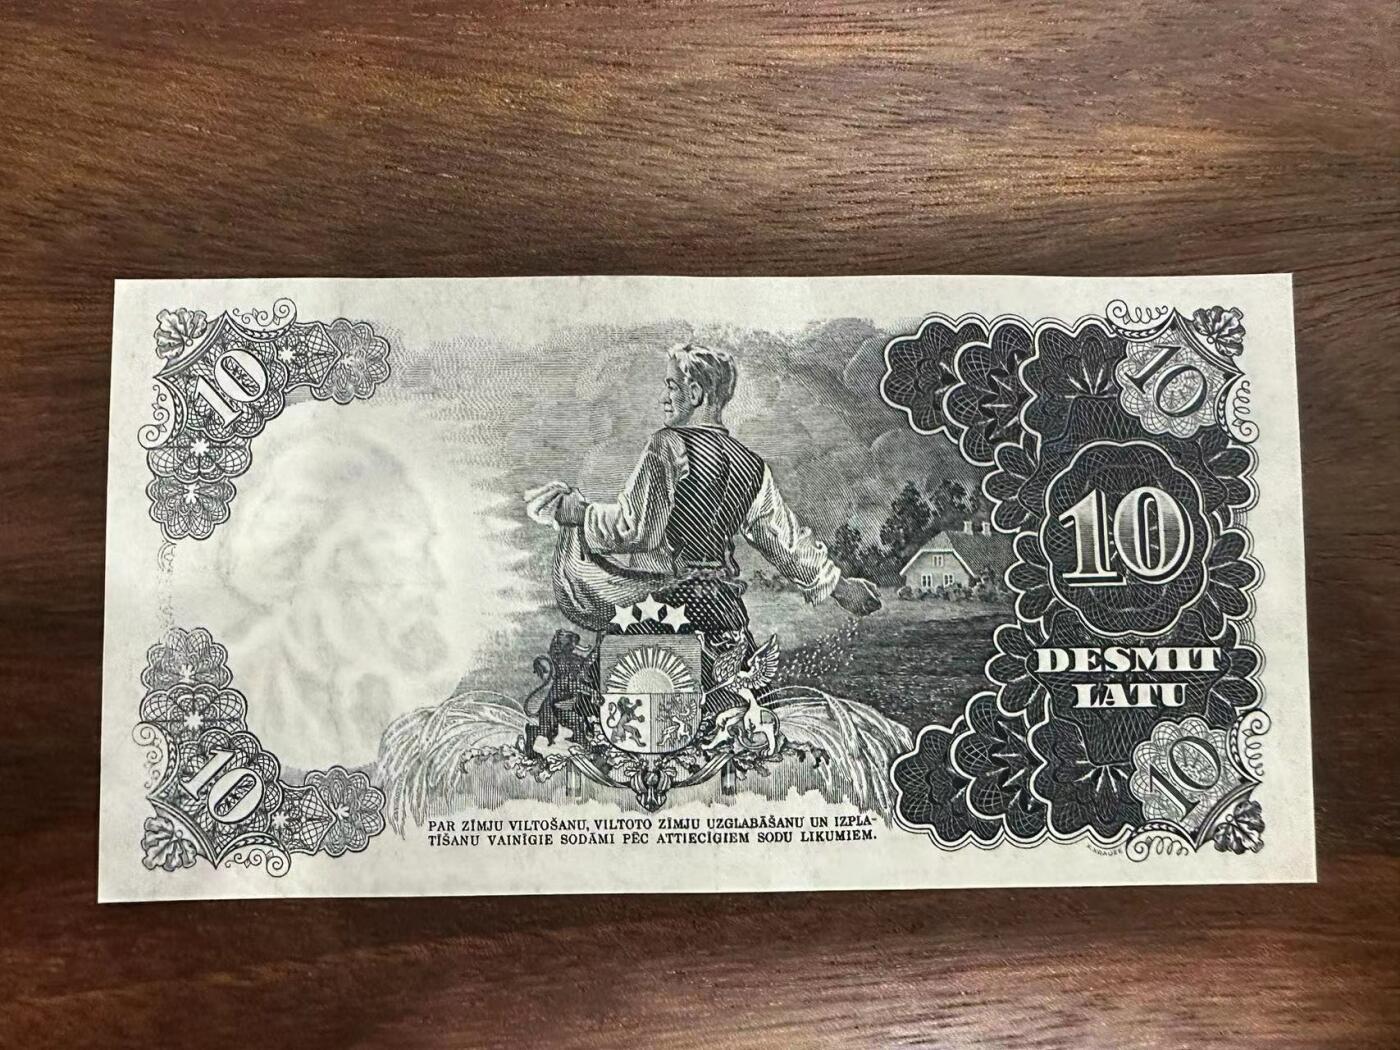 10
10
10
DESMIT
LATU
10
10
PAR ZĪMJU VILTOŠANU, VILTOTO ZĪMJU UZGLABĀŠANU UN IZPLA-
TĪŠANU VAINĪGIE SODĀMI PĒC ATTIECĪGIEM SODU LIKUMIEM.
R. KRAUZE